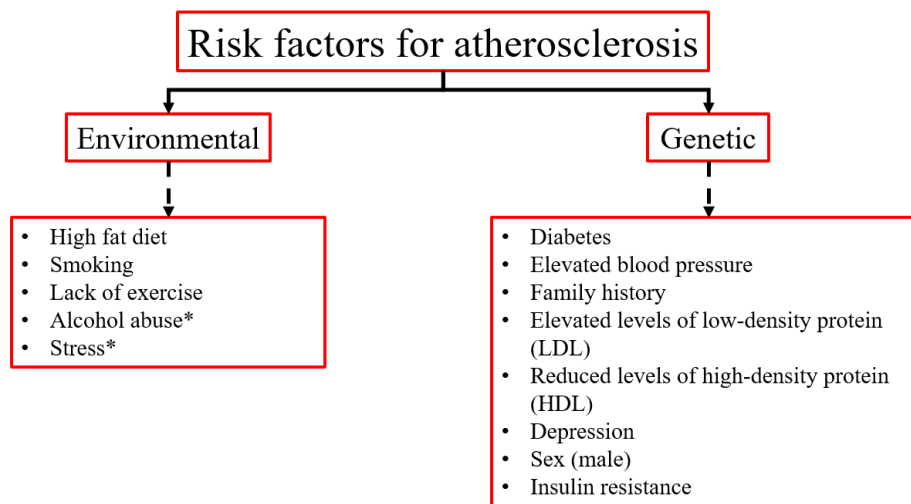 Risk factors for atherosclerosis
Environmental
Genetic
• High fat diet
• Smoking
• Lack of exercise
• Alcohol abuse*
• Stress*
• Diabetes
• Elevated blood pressure
• Family history
• Elevated levels of low-density protein
(LDL)
• Reduced levels of high-density protein
(HDL)
• Depression
• Sex (male)
• Insulin resistance